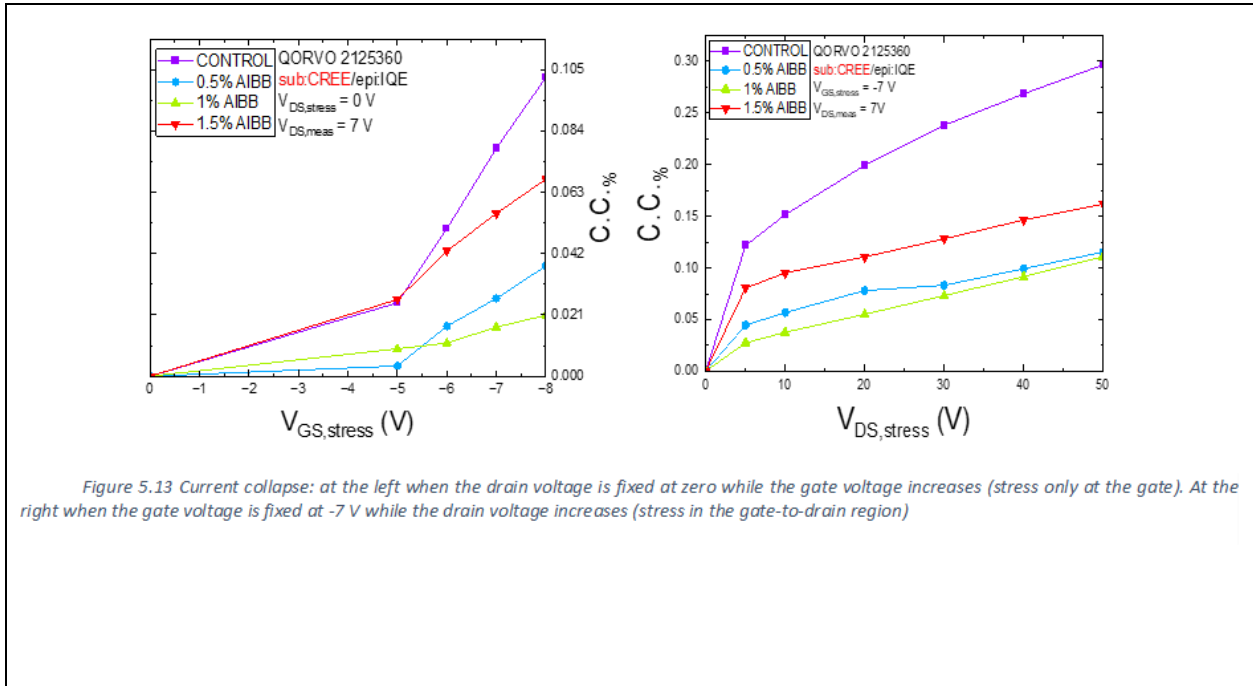 CONTROL
0.5% AIBB
1% AIBB
1.5% AIBB
QORVO 2125360
sub:CREE/epi:IQE
VDS,stress = 0 V
VDS,meas = 7 V
0.105
0.084
0.063
0.042
0.021
0.000
C.C.%
0 −1 −2 −3 −4 −5 −6 −7 −8
VGS,stress (V)
CONTROL
0.5% AIBB
1% AIBB
1.5% AIBB
QORVO 2125360
sub:CREE/epi:IQE
VGS,stress = -7 V
VDS,meas = 7V
0.30
0.25
0.20
0.15
0.10
0.05
0.00
C.C.%
0 10 20 30 40 50
VDS,stress (V)
Figure 5.13 Current collapse: at the left when the drain voltage is fixed at zero while the gate voltage increases (stress only at the gate). At the
right when the gate voltage is fixed at -7 V while the drain voltage increases (stress in the gate-to-drain region)